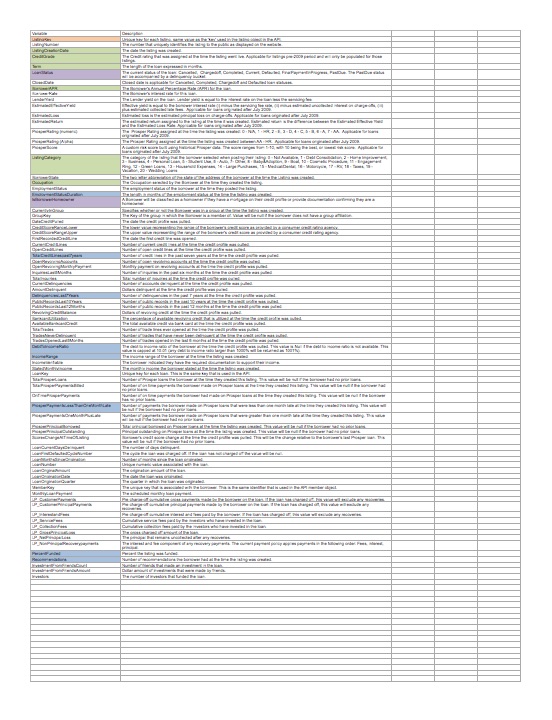 Variable Description
ListingKey Unique key for each listing, same value as the 'key' used in the listing object in the API.
ListingNumber The number that uniquely identifies the listing to the public as displayed on the website.
ListingCreationDate The date the listing was created.
CreditGrade The Credit rating that was assigned at the time the listing went live. Applicable for listings pre-2009 period and will only be populated for those
listings.
Term The length of the loan expressed in months.
LoanStatus The current status of the loan: Cancelled, Chargedoff, Completed, Current, Defaulted, FinalPaymentInProgress, PastDue. The PastDue status
will be accompanied by a delinquency bucket.
ClosedDate Closed date is applicable for Cancelled, Completed, Chargedoff and Defaulted loan statuses.
BorrowerAPR The Borrower's Annual Percentage Rate (APR) for the loan.
BorrowerRate The Borrower's interest rate for this loan.
LenderYield The Lender yield on the loan. Lender yield is equal to the interest rate on the loan less the servicing fee.
EstimatedEffectiveYield Effective yield is equal to the borrower interest rate (i) minus the servicing fee rate, (ii) minus estimated uncollected interest on charge-offs, (iii)
plus estimated collected late fees. Applicable for loans originated after July 2009.
EstimatedLoss Estimated loss is the estimated principal loss on charge-offs. Applicable for loans originated after July 2009.
EstimatedReturn The estimated return assigned to the listing at the time it was created. Estimated return is the difference between the Estimated Effective Yield
and the Estimated Loss Rate. Applicable for loans originated after July 2009.
ProsperRating (numeric) The Prosper Rating assigned at the time the listing was created: 0 - N/A, 1 - HR, 2 - E, 3 - D, 4 - C, 5 - B, 6 - A, 7 - AA. Applicable for loans
originated after July 2009.
ProsperRating (Alpha) The Prosper Rating assigned at the time the listing was created between AA - HR. Applicable for loans originated after July 2009.
ProsperScore A custom risk score built using historical Prosper data. The score ranges from 1-10, with 10 being the best, or lowest risk score. Applicable for
loans originated after July 2009.
ListingCategory The category of the listing that the borrower selected when posting their listing: 0 - Not Available, 1 - Debt Consolidation, 2 - Home Improvement,
3 - Business, 4 - Personal Loan, 5 - Student Use, 6 - Auto, 7 - Other, 8 - Baby&Adoption, 9 - Boat, 10 - Cosmetic Procedure, 11 - Engagement
Ring, 12 - Green Loans, 13 - Household Expenses, 14 - Large Purchases, 15 - Medical/Dental, 16 - Motorcycle, 17 - RV, 18 - Taxes, 19 -
Vacation, 20 - Wedding Loans
BorrowerState The two letter abbreviation of the state of the address of the borrower at the time the Listing was created.
Occupation The Occupation selected by the Borrower at the time they created the listing.
EmploymentStatus The employment status of the borrower at the time they posted the listing.
EmploymentStatusDuration The length in months of the employment status at the time the listing was created.
IsBorrowerHomeowner A Borrower will be classified as a homeowner if they have a mortgage on their credit profile or provide documentation confirming they are a
homeowner.
CurrentlyInGroup Specifies whether or not the Borrower was in a group at the time the listing was created.
GroupKey The Key of the group in which the Borrower is a member of. Value will be null if the borrower does not have a group affiliation.
DateCreditPulled The date the credit profile was pulled.
CreditScoreRangeLower The lower value representing the range of the borrower's credit score as provided by a consumer credit rating agency.
CreditScoreRangeUpper The upper value representing the range of the borrower's credit score as provided by a consumer credit rating agency.
FirstRecordedCreditLine The date the first credit line was opened.
CurrentCreditLines Number of current credit lines at the time the credit profile was pulled.
OpenCreditLines Number of open credit lines at the time the credit profile was pulled.
TotalCreditLinespast7years Number of credit lines in the past seven years at the time the credit profile was pulled.
OpenRevolvingAccounts Number of open revolving accounts at the time the credit profile was pulled.
OpenRevolvingMonthlyPayment Monthly payment on revolving accounts at the time the credit profile was pulled.
InquiriesLast6Months Number of inquiries in the past six months at the time the credit profile was pulled.
TotalInquiries Total number of inquiries at the time the credit profile was pulled.
CurrentDelinquencies Number of accounts delinquent at the time the credit profile was pulled.
AmountDelinquent Dollars delinquent at the time the credit profile was pulled.
DelinquenciesLast7Years Number of delinquencies in the past 7 years at the time the credit profile was pulled.
PublicRecordsLast10Years Number of public records in the past 10 years at the time the credit profile was pulled.
PublicRecordsLast12Months Number of public records in the past 12 months at the time the credit profile was pulled.
RevolvingCreditBalance Dollars of revolving credit at the time the credit profile was pulled.
BankcardUtilization The percentage of available revolving credit that is utilized at the time the credit profile was pulled.
AvailableBankcardCredit The total available credit via bank card at the time the credit profile was pulled.
TotalTrades Number of trade lines ever opened at the time the credit profile was pulled.
TradesNeverDelinquent Number of trades that have never been delinquent at the time the credit profile was pulled.
TradesOpenedLast6Months Number of trades opened in the last 6 months at the time the credit profile was pulled.
DebtToIncomeRatio The debt to income ratio of the borrower at the time the credit profile was pulled. This value is Null if the debt to income ratio is not available. This
value is capped at 10.01 (any debt to income ratio larger than 1000% will be returned as 1001%).
IncomeRange The income range of the borrower at the time the listing was created.
IncomeVerifiable The borrower indicated they have the required documentation to support their income.
StatedMonthlyIncome The monthly income the borrower stated at the time the listing was created.
LoanKey Unique key for each loan. This is the same key that is used in the API.
TotalProsperLoans Number of Prosper loans the borrower at the time they created this listing. This value will be null if the borrower had no prior loans.
TotalProsperPaymentsBilled Number of on time payments the borrower made on Prosper loans at the time they created this listing. This value will be null if the borrower had
no prior loans.
OnTimeProsperPayments Number of on time payments the borrower had made on Prosper loans at the time they created this listing. This value will be null if the borrower
has no prior loans.
ProsperPaymentsLessThanOneMonthLate Number of payments the borrower made on Prosper loans that were less than one month late at the time they created this listing. This value will
be null if the borrower had no prior loans.
ProsperPaymentsOneMonthPlusLate Number of payments the borrower made on Prosper loans that were greater than one month late at the time they created this listing. This value
will be null if the borrower had no prior loans.
ProsperPrincipalBorrowed Total principal borrowed on Prosper loans at the time the listing was created. This value will be null if the borrower had no prior loans.
ProsperPrincipalOutstanding Principal outstanding on Prosper loans at the time the listing was created. This value will be null if the borrower had no prior loans.
ScorexChangeAtTimeOfListing Borrower's credit score change at the time the credit profile was pulled. This will be the change relative to the borrower's last Prosper loan. This
value will be null if the borrower had no prior loans.
LoanCurrentDaysDelinquent The number of days delinquent.
LoanFirstDefaultedCycleNumber The cycle the loan was charged off. If the loan has not charged off the value will be null.
LoanMonthsSinceOrigination Number of months since the loan originated.
LoanNumber Unique numeric value associated with the loan.
LoanOriginalAmount The origination amount of the loan.
LoanOriginationDate The date the loan was originated.
LoanOriginationQuarter The quarter in which the loan was originated.
MemberKey The unique key that is associated with the borrower. This is the same identifier that is used in the API member object.
MonthlyLoanPayment The scheduled monthly loan payment.
LP_CustomerPayments Pre charge-off cumulative gross payments made by the borrower on the loan. If the loan has charged off, this value will exclude any recoveries.
LP_CustomerPrincipalPayments Pre charge-off cumulative principal payments made by the borrower on the loan. If the loan has charged off, this value will exclude any
recoveries.
LP_InterestandFees Pre charge-off cumulative interest and fees paid by the borrower. If the loan has charged off, this value will exclude any recoveries.
LP_ServiceFees Cumulative service fees paid by the investors who have invested in the loan.
LP_CollectionFees Cumulative collection fees paid by the investors who have invested in the loan.
LP_GrossPrincipalLoss The gross charged off amount of the loan.
LP_NetPrincipalLoss The principal that remains uncollected after any recoveries.
LP_NonPrincipalRecoverypayments The interest and fee component of any recovery payments. The current payment policy applies payments in the following order: Fees, interest,
principal.
PercentFunded Percent the listing was funded.
Recommendations Number of recommendations the borrower had at the time the listing was created.
InvestmentFromFriendsCount Number of friends that made an investment in the loan.
InvestmentFromFriendsAmount Dollar amount of investments that were made by friends.
Investors The number of investors that funded the loan.